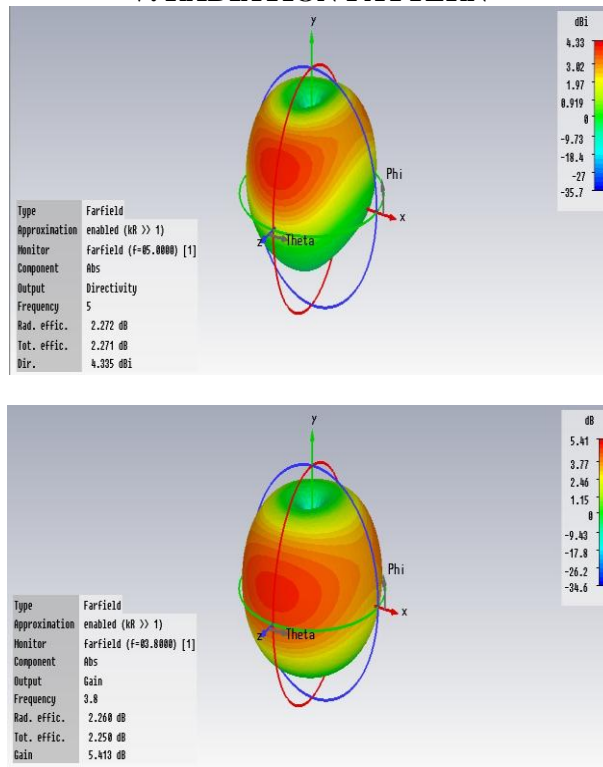 y
dBi
4.33
3.02
1.97
0.919
0
-9.73
-18.4
-27
-35.7
Phi
x
z Theta
Type Farfield
Approximation enabled (kR >> 1)
Monitor farfield (f=05.0000) [1]
Component Abs
Output Directivity
Frequency 5
Rad. effic. 2.272 dB
Tot. effic. 2.271 dB
Dir. 4.335 dBi
y
dB
5.41
3.77
2.46
1.15
0
-9.43
-17.8
-26.2
-34.6
Phi
x
z Theta
Type Farfield
Approximation enabled (kR >> 1)
Monitor farfield (f=03.8000) [1]
Component Abs
Output Gain
Frequency 3.8
Rad. effic. 2.260 dB
Tot. effic. 2.250 dB
Gain 5.413 dB